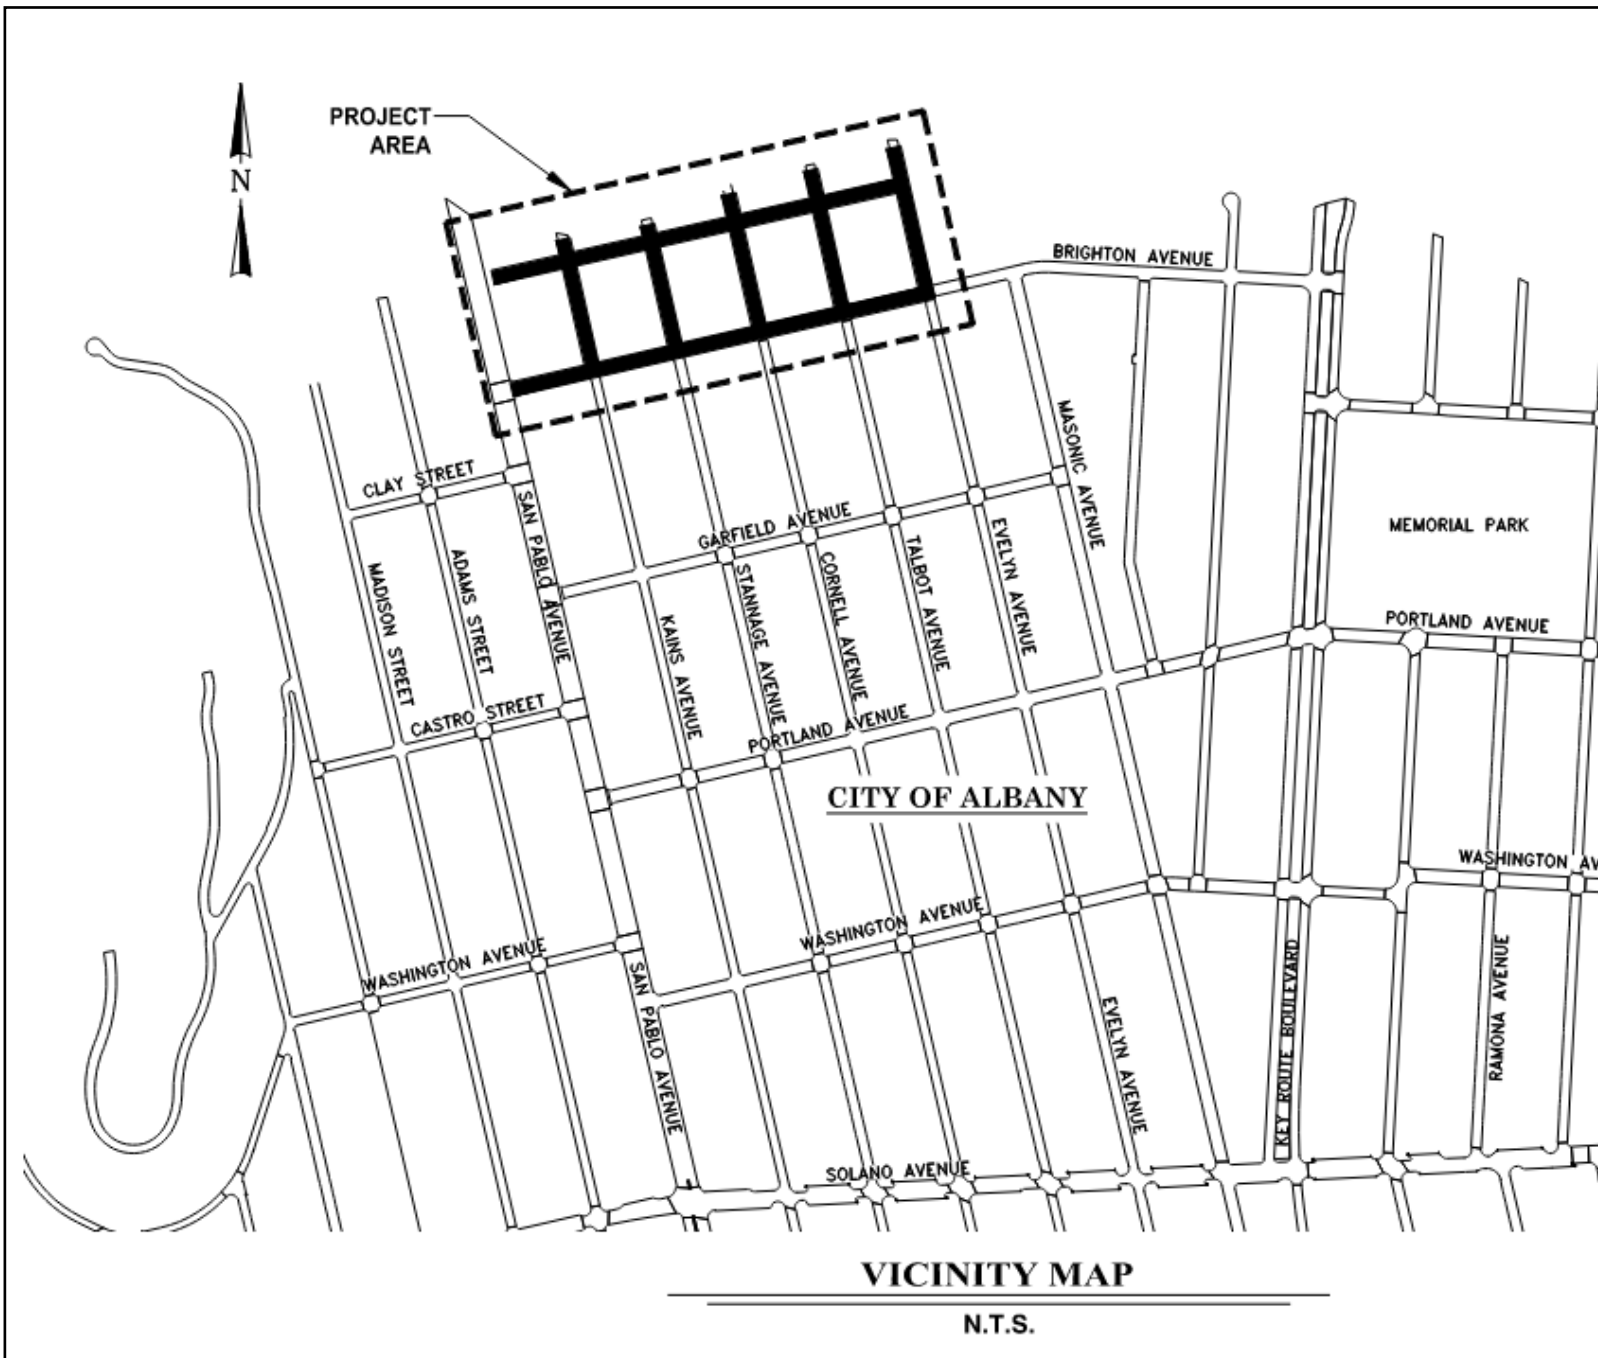 PROJECT
AREA
N
BRIGHTON AVENUE
MASONIC AVENUE
CLAY STREET
SAN PABLO AVENUE
GARFIELD AVENUE
MEMORIAL PARK
MADISON STREET
ADAMS STREET
KAINS AVENUE
STANNAGE AVENUE
CORNELL AVENUE
TALBOT AVENUE
EVELYN AVENUE
PORTLAND AVENUE
CASTRO STREET
PORTLAND AVENUE
CITY OF ALBANY
WASHINGTON AV
WASHINGTON AVENUE
WASHINGTON AVENUE
SAN PABLO AVENUE
EVELYN AVENUE
KEY ROUTE BOULEVARD
RAMONA AVENUE
SOLANO AVENUE
VICINITY MAP
N.T.S.